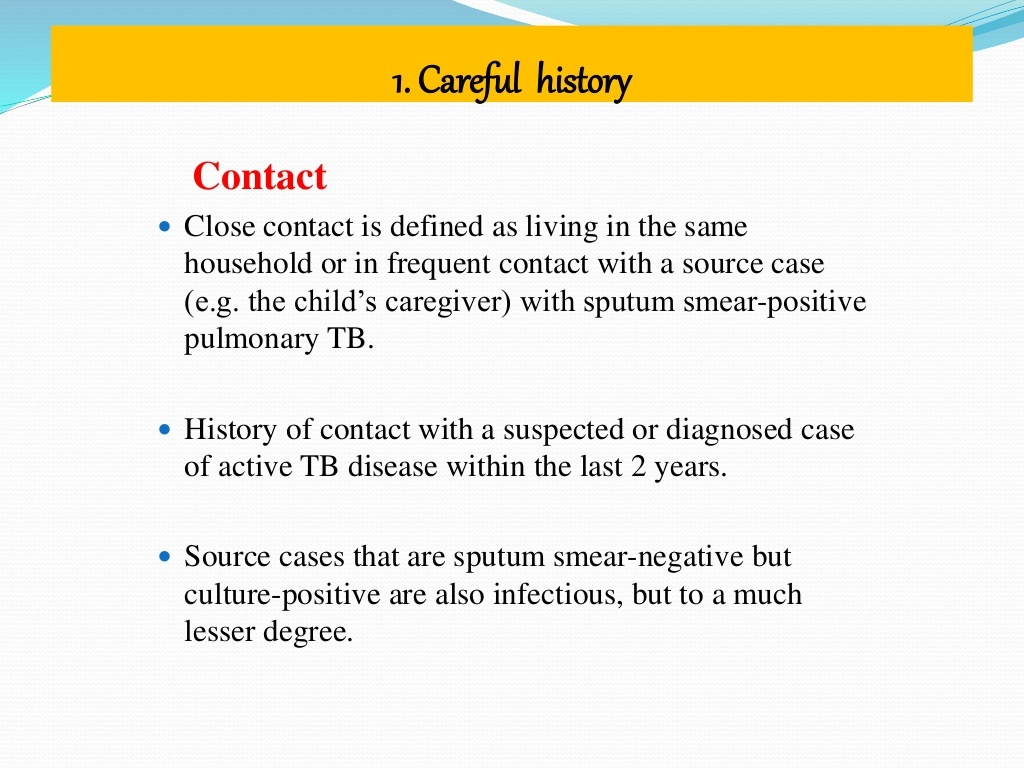 1. Careful history
Contact
• Close contact is defined as living in the same
household or in frequent contact with a source case
(e.g. the child’s caregiver) with sputum smear-positive
pulmonary TB.
• History of contact with a suspected or diagnosed case
of active TB disease within the last 2 years.
• Source cases that are sputum smear-negative but
culture-positive are also infectious, but to a much
lesser degree.